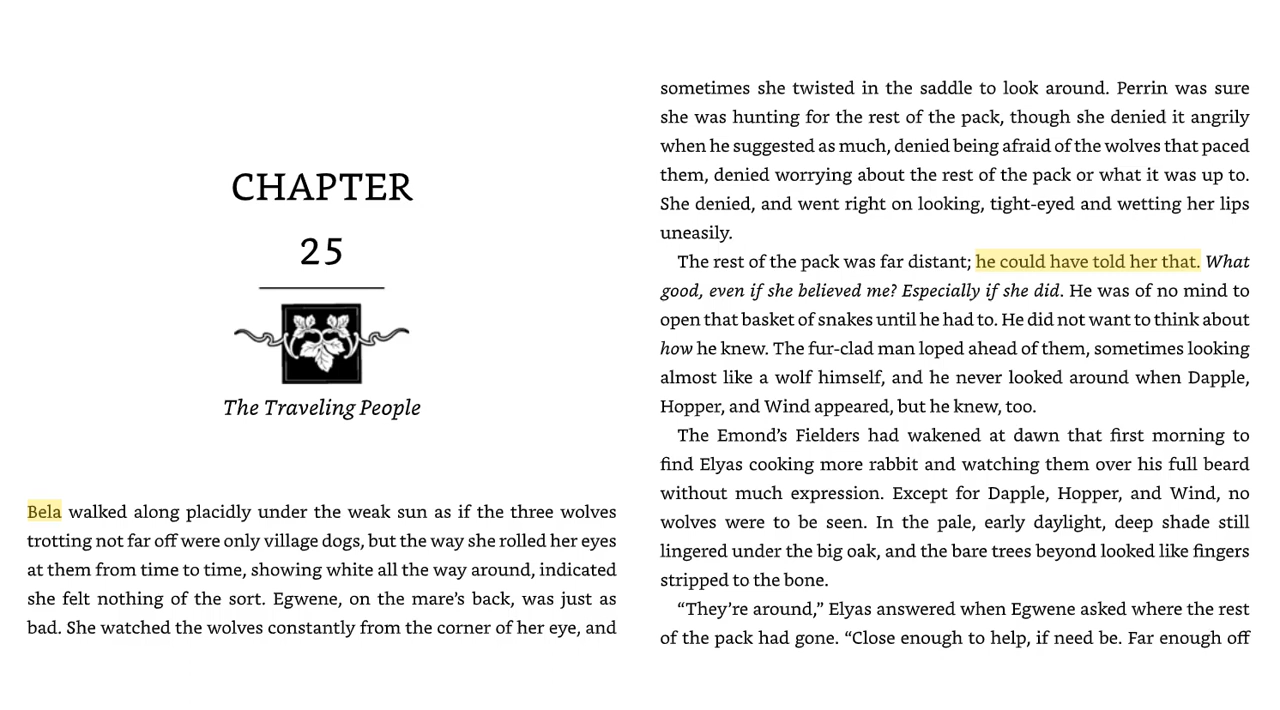 CHAPTER
25
The Traveling People
Bela walked along placidly under the weak sun as if the three wolves
trotting not far off were only village dogs, but the way she rolled her eyes
at them from time to time, showing white all the way around, indicated
she felt nothing of the sort. Egwene, on the mare’s back, was just as
bad. She watched the wolves constantly from the corner of her eye, and
sometimes she twisted in the saddle to look around. Perrin was sure
she was hunting for the rest of the pack, though she denied it angrily
when he suggested as much, denied being afraid of the wolves that paced
them, denied worrying about the rest of the pack or what it was up to.
She denied, and went right on looking, tight-eyed and wetting her lips
uneasily.
The rest of the pack was far distant; he could have told her that. What
good, even if she believed me? Especially if she did. He was of no mind to
open that basket of snakes until he had to. He did not want to think about
how he knew. The fur-clad man loped ahead of them, sometimes looking
almost like a wolf himself, and he never looked around when Dapple,
Hopper, and Wind appeared, but he knew, too.
The Emond’s Fielders had wakened at dawn that first morning to
find Elyas cooking more rabbit and watching them over his full beard
without much expression. Except for Dapple, Hopper, and Wind, no
wolves were to be seen. In the pale, early daylight, deep shade still
lingered under the big oak, and the bare trees beyond looked like fingers
stripped to the bone.
“They’re around,” Elyas answered when Egwene asked where the rest
of the pack had gone. “Close enough to help, if need be. Far enough off